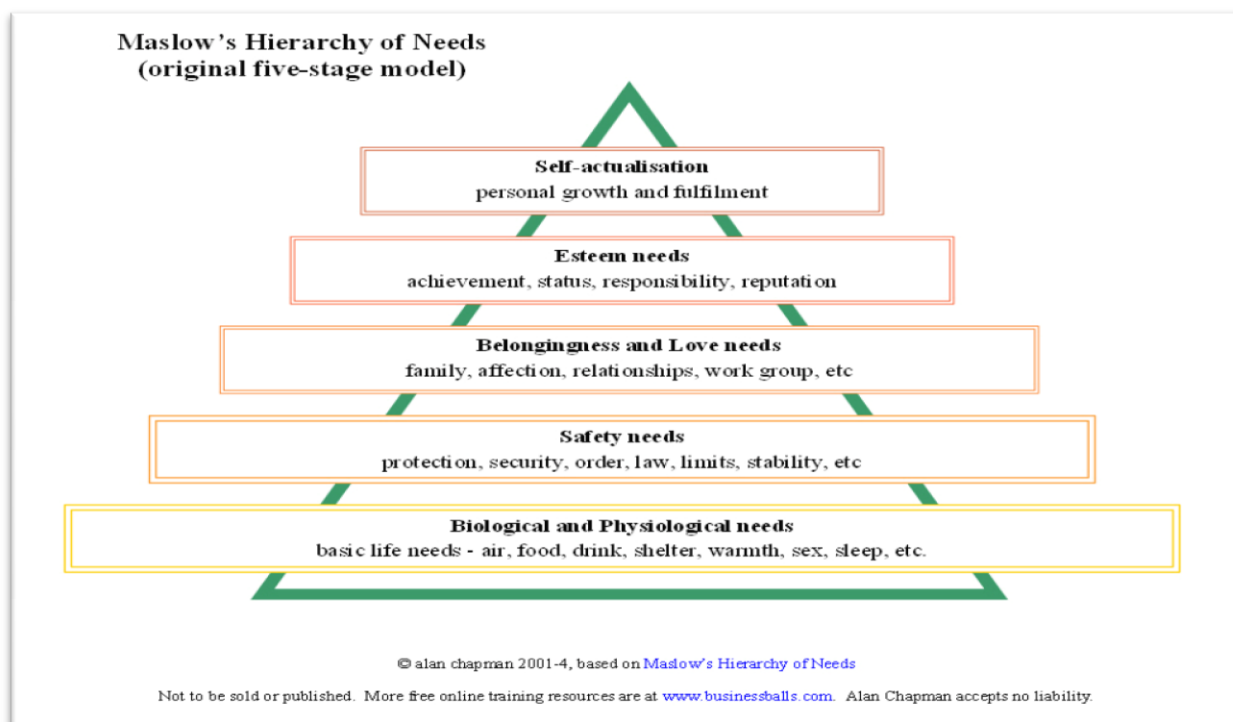 Maslow's Hierarchy of Needs
(original five-stage model)
Self-actualisation
personal growth and fulfilment
Esteem needs
achievement, status, responsibility, reputation
Belongingness and Love needs
family, affection, relationships, work group, etc
Safety needs
protection, security, order, law, limits, stability, etc
Biological and Physiological needs
basic life needs - air, food, drink, shelter, warmth, sex, sleep, etc.
© alan chapman 2001-4, based on Maslow's Hierarchy of Needs
Not to be sold or published. More free online training resources are at www.businessballs.com. Alan Chapman accepts no liability.